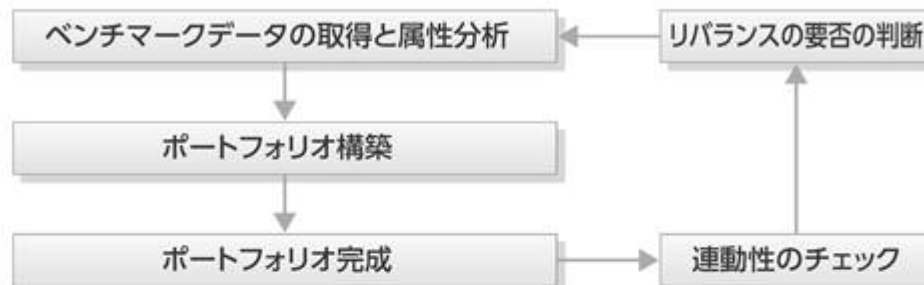 ベンチマークデータの取得と属性分析
リバランスの要否の判断
ポートフォリオ構築
ポートフォリオ完成
連動性のチェック